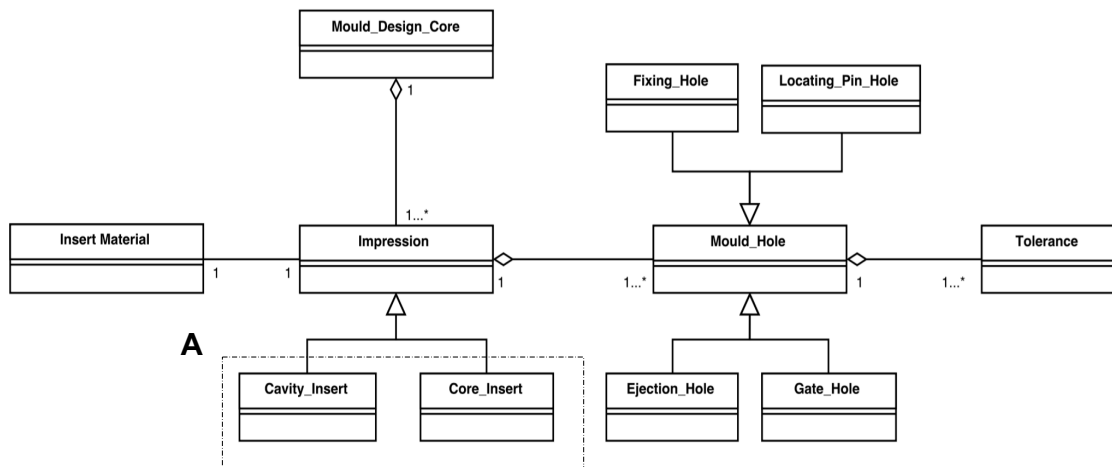 Mould_Design_Core
1
Fixing_Hole
Locating_Pin_Hole
1...*
Insert Material
1
1
Impression
1
1...*
Mould_Hole
1
1...*
Tolerance
A
Cavity_Insert
Core_Insert
Ejection_Hole
Gate_Hole